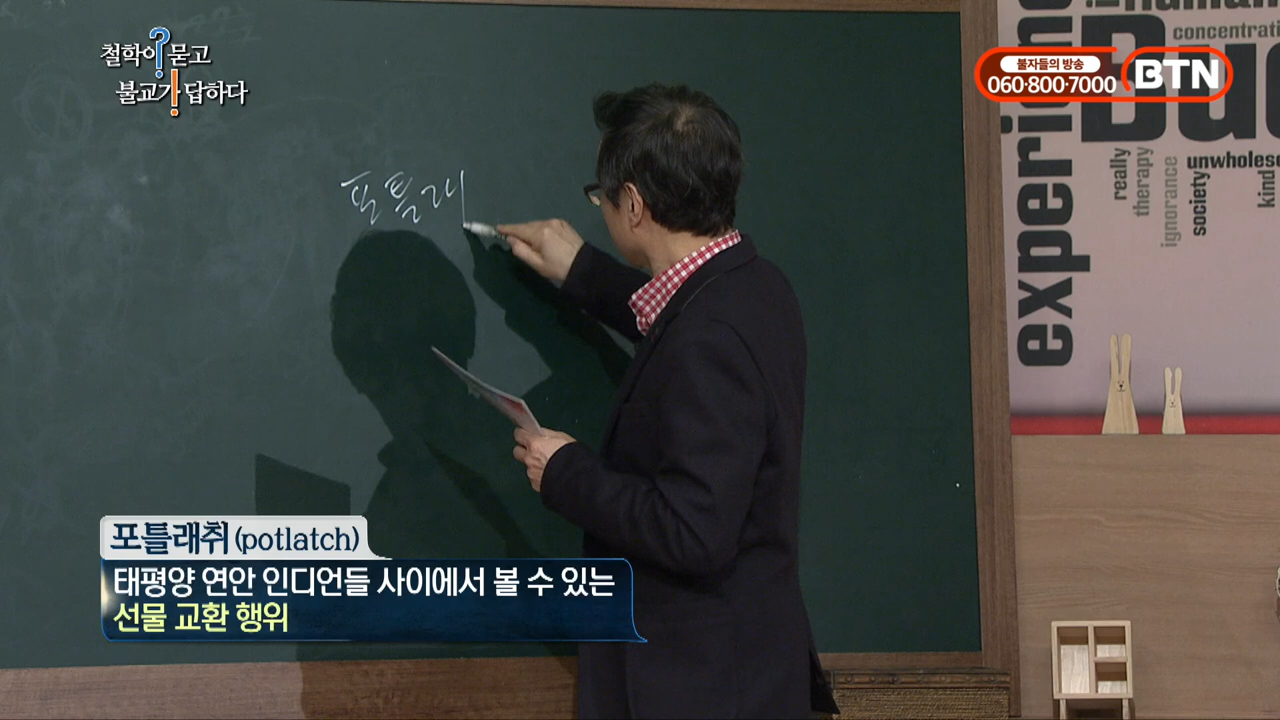 철학이 묻고
불교가 답하다
불자들의 방송
060·800·7000
BTN
concentrati
Bud
experienc
really
therapy
ignorance
unwholes
society
kind
포틀래
포틀래취 (potlatch)
태평양 연안 인디언들 사이에서 볼 수 있는
선물 교환 행위